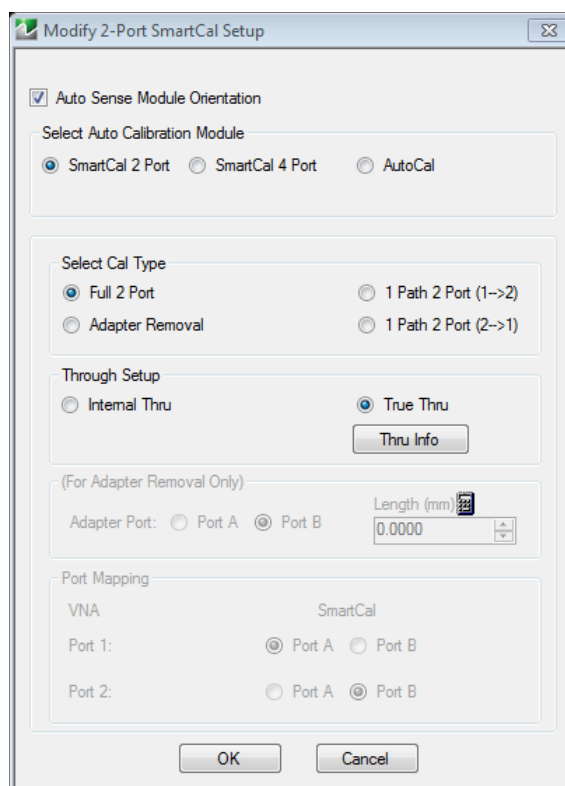 Modify 2-Port SmartCal Setup
Auto Sense Module Orientation
Select Auto Calibration Module
SmartCal 2 Port SmartCal 4 Port AutoCal
Select Cal Type
Full 2 Port 1 Path 2 Port (1-->2)
Adapter Removal 1 Path 2 Port (2-->1)
Through Setup
Internal Thru True Thru
Thru Info
(For Adapter Removal Only)
Length (mm)
Adapter Port: Port A Port B 0.0000
Port Mapping
VNA SmartCal
Port 1: Port A Port B
Port 2: Port A Port B
OK Cancel